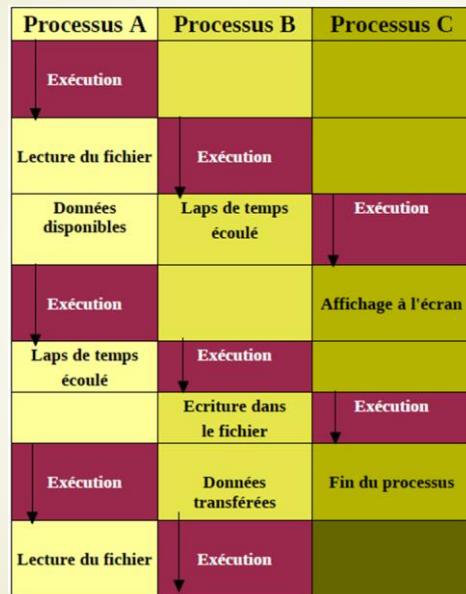 Processus A Processus B Processus C
Exécution
Lecture du fichier Exécution
Données
disponibles
Laps de temps
écoulé
Exécution
Exécution Affichage à l'écran
Laps de temps
écoulé
Exécution
Ecriture dans
le fichier
Exécution
Exécution
Données
transférées
Fin du processus
Lecture du fichier Exécution